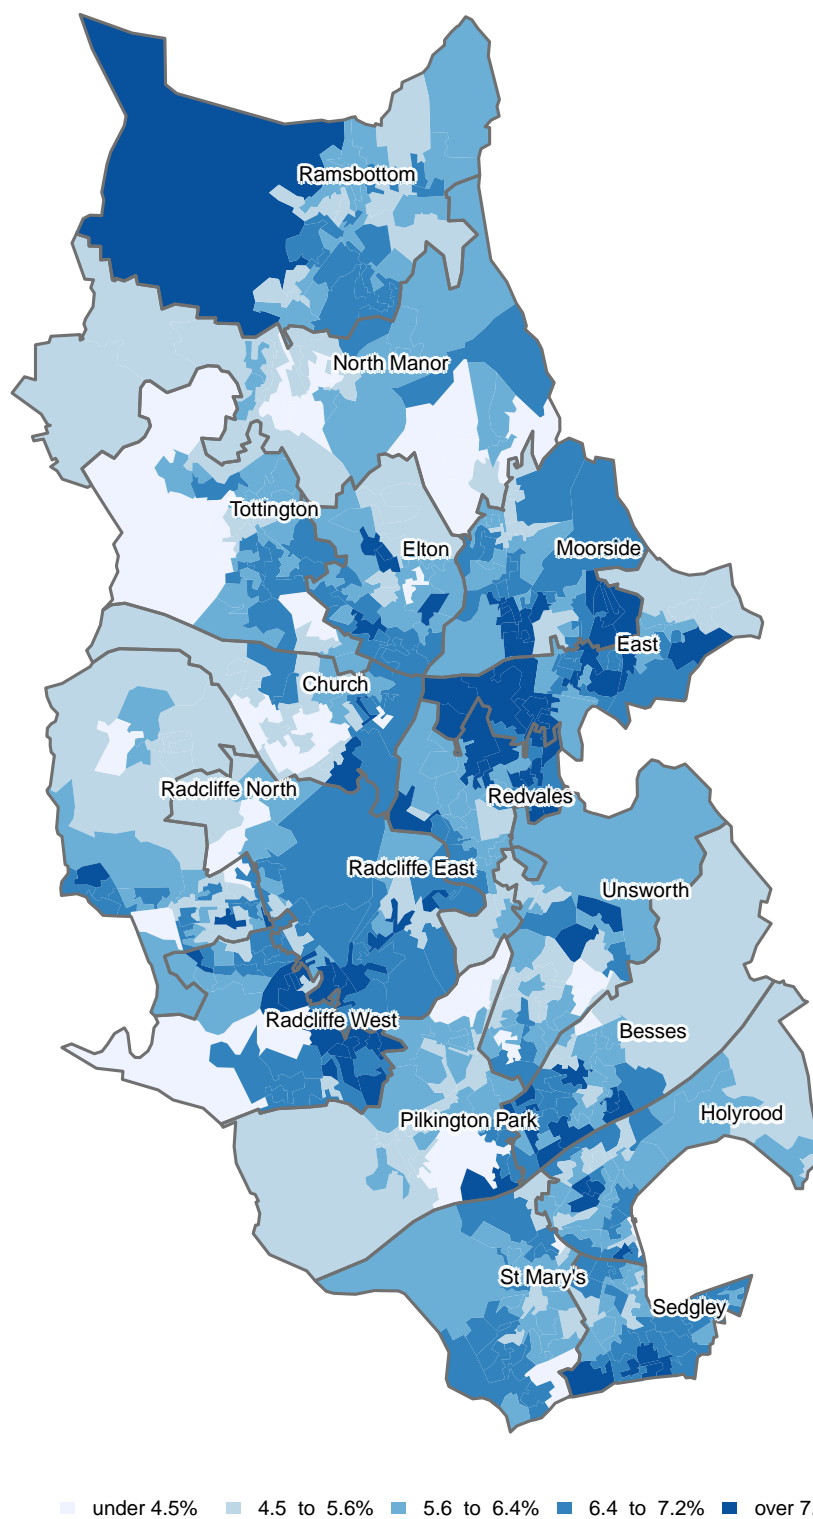 Ramsbottom
North Manor
Tottington
Elton
Moorside
East
Church
Radcliffe North
Redvales
Radcliffe East
Unsworth
Radcliffe West
Besses
Holyrood
Pilkington Park
St Mary's
Sedgley
under 4.5% 4.5 to 5.6% 5.6 to 6.4% 6.4 to 7.2% over 7.